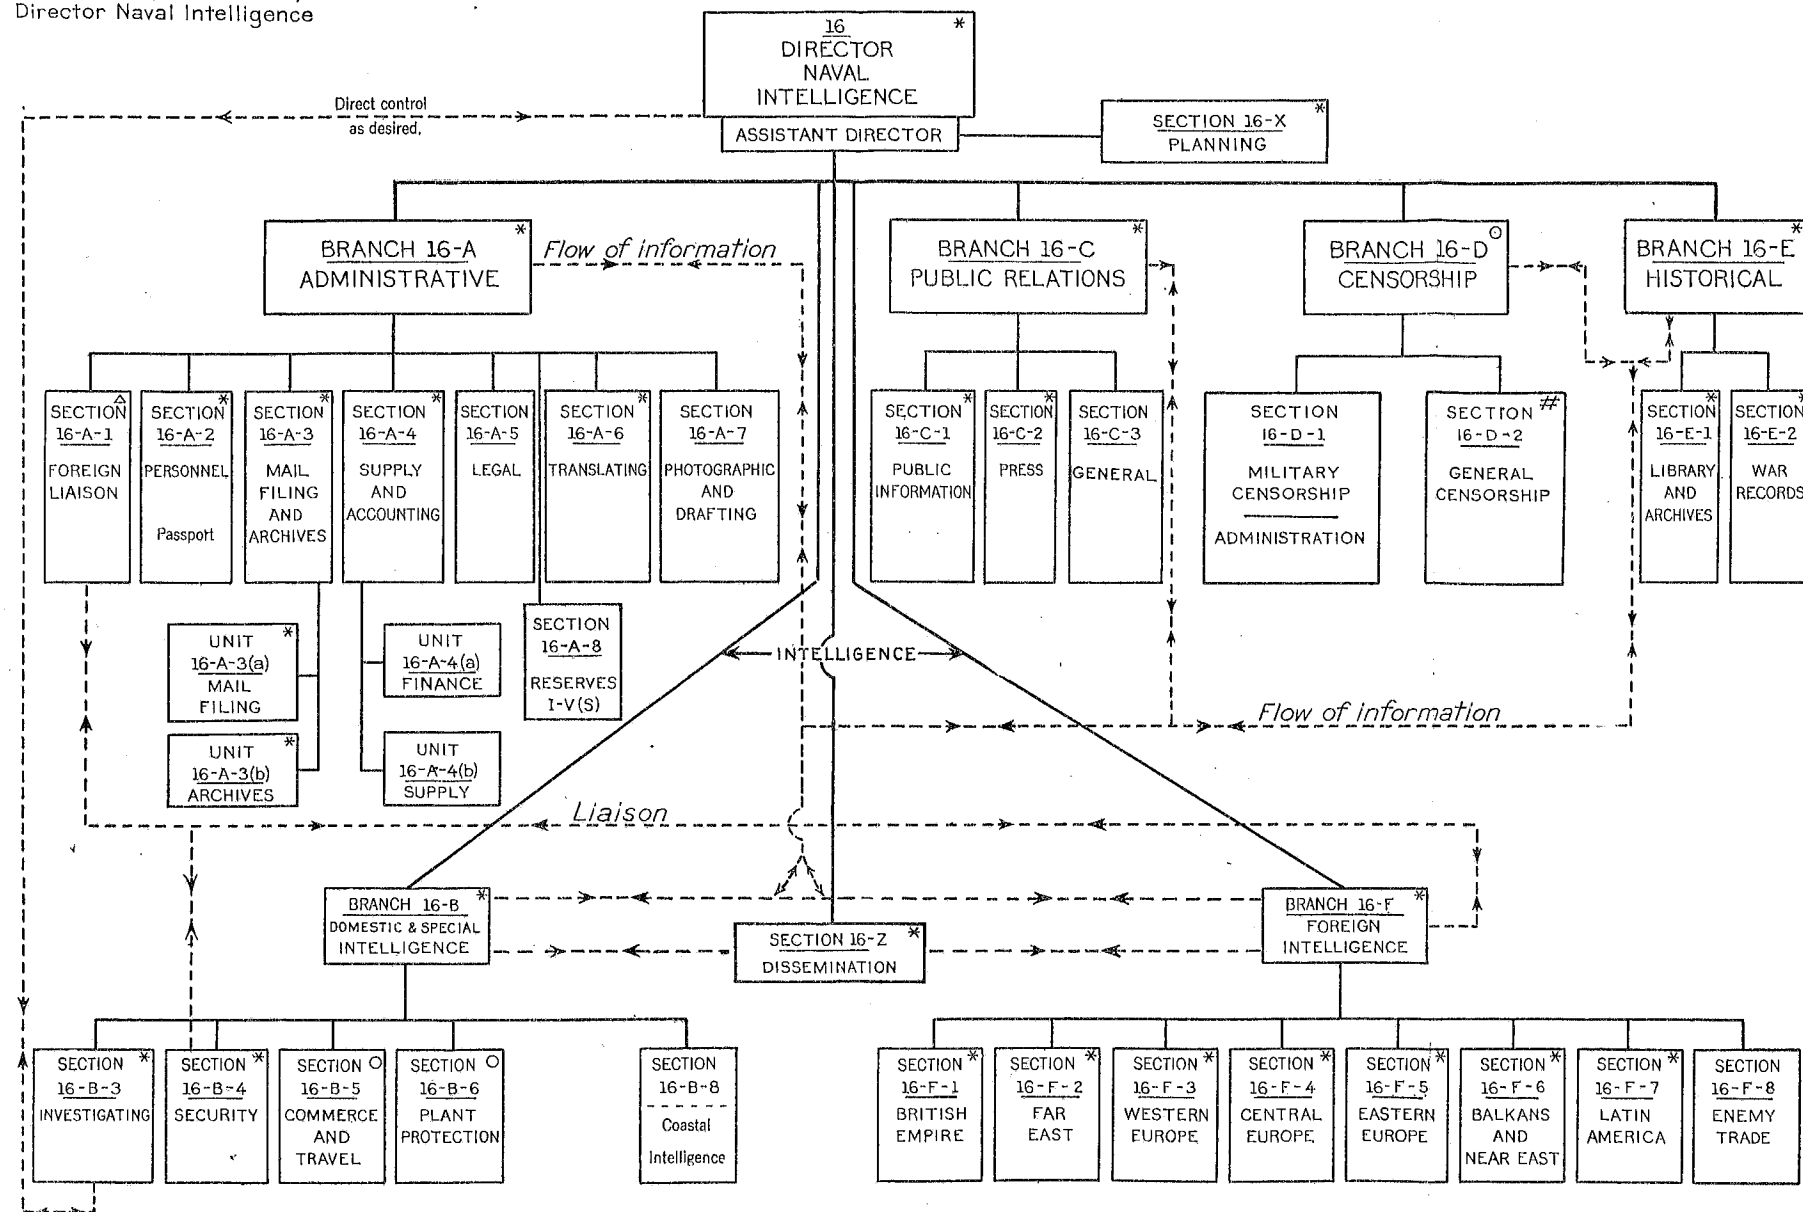 Director Naval Intelligence
16 *
DIRECTOR
NAVAL
INTELLIGENCE
ASSISTANT DIRECTOR
Direct control
as desired.
SECTION 16-X *
PLANNING
BRANCH 16-A *
ADMINISTRATIVE
Flow of information
BRANCH 16-C *
PUBLIC RELATIONS
BRANCH 16-D
CENSORSHIP
BRANCH 16-E *
HISTORICAL
SECTION
16-A-1
FOREIGN
LIAISON
SECTION *
16-A-2
PERSONNEL
Passport
SECTION *
16-A-3
MAIL
FILING
AND
ARCHIVES
SECTION *
16-A-4
SUPPLY
AND
ACCOUNTING
SECTION
16-A-5
LEGAL
SECTION *
16-A-6
TRANSLATING
SECTION
16-A-7
PHOTOGRAPHIC
AND
DRAFTING
SECTION *
16-C-1
PUBLIC
INFORMATION
SECTION *
16-C-2
PRESS
SECTION
16-C-3
GENERAL
SECTION
16-D-1
MILITARY
CENSORSHIP
ADMINISTRATION
SECTION #
16-D-2
GENERAL
CENSORSHIP
SECTION *
16-E-1
LIBRARY
AND
ARCHIVES
SECTION *
16-E-2
WAR
RECORDS
UNIT *
16-A-3(a)
MAIL
FILING
UNIT
16-A-4(a)
FINANCE
SECTION
16-A-8
RESERVES
I-V(S)
INTELLIGENCE
Flow of information
UNIT *
16-A-3(b)
ARCHIVES
UNIT
16-A-4(b)
SUPPLY
Liaison
BRANCH 16-B *
DOMESTIC & SPECIAL
INTELLIGENCE
SECTION 16-Z *
DISSEMINATION
BRANCH 16-F *
FOREIGN
INTELLIGENCE
SECTION *
16-B-3
INVESTIGATING
SECTION *
16-B-4
SECURITY
SECTION O
16-B-5
COMMERCE
AND
TRAVEL
SECTION O
16-B-6
PLANT
PROTECTION
SECTION
16-B-8
Coastal
Intelligence
SECTION *
16-F-1
BRITISH
EMPIRE
SECTION *
16-F-2
FAR
EAST
SECTION *
16-F-3
WESTERN
EUROPE
SECTION *
16-F-4
CENTRAL
EUROPE
SECTION *
16-F-5
EASTERN
EUROPE
SECTION *
16-F-6
BALKANS
AND
NEAR EAST
SECTION *
16-F-7
LATIN
AMERICA
SECTION
16-F-8
ENEMY
TRADE